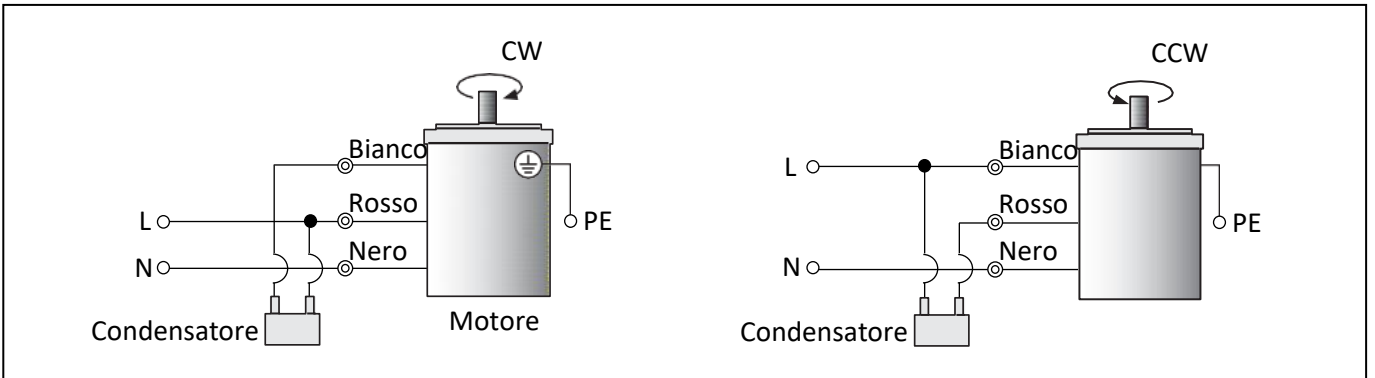 CW
Bianco
Rosso
L
PE
Nero
N
Condensatore
Motore
CCW
L
Bianco
Rosso
PE
Nero
N
Condensatore